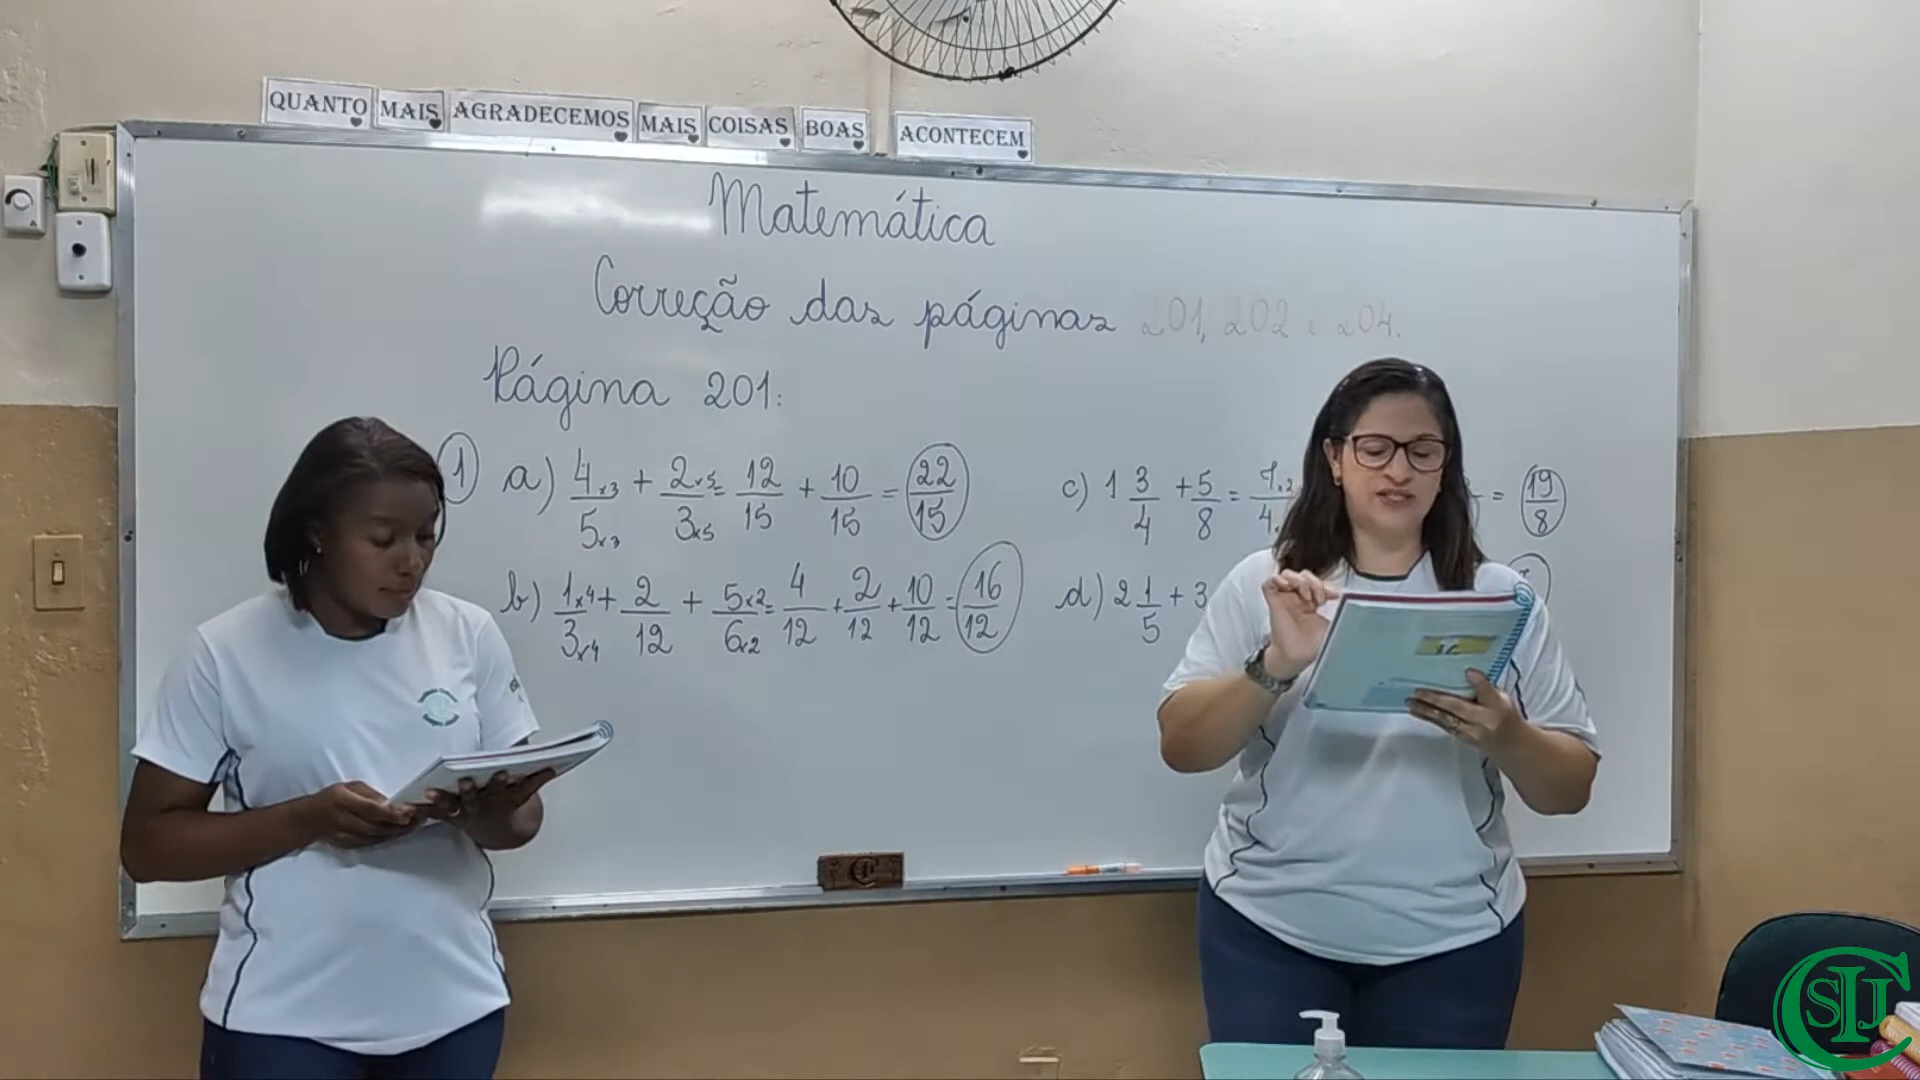 QUANTO MAIS AGRADECEMOS MAIS COISAS BOAS ACONTECEM
Matemática
Correção das páginas 201, 202 e 204.
Página 201:
1 a) 4x3/5x3 + 2x5/3x5 = 12/15 + 10/15 = 22/15
b) 1x4/3x4 + 2/12 + 5x2/6x2 = 4/12 + 2/12 + 10/12 = 16/12
c) 1 3/4 + 5/8 = = 19/8
d) 2 1/5 + 3
CSIJ